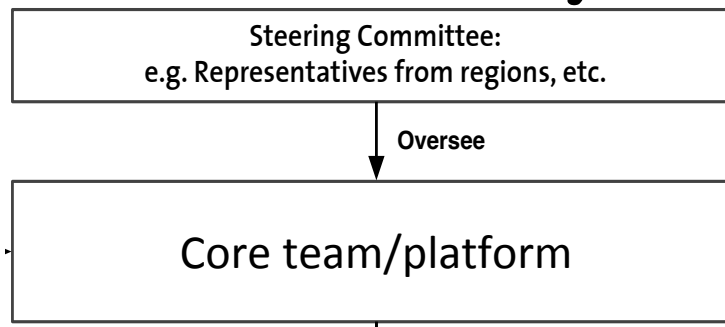 Steering Committee:
e.g. Representatives from regions, etc.
Oversee
Core team/platform